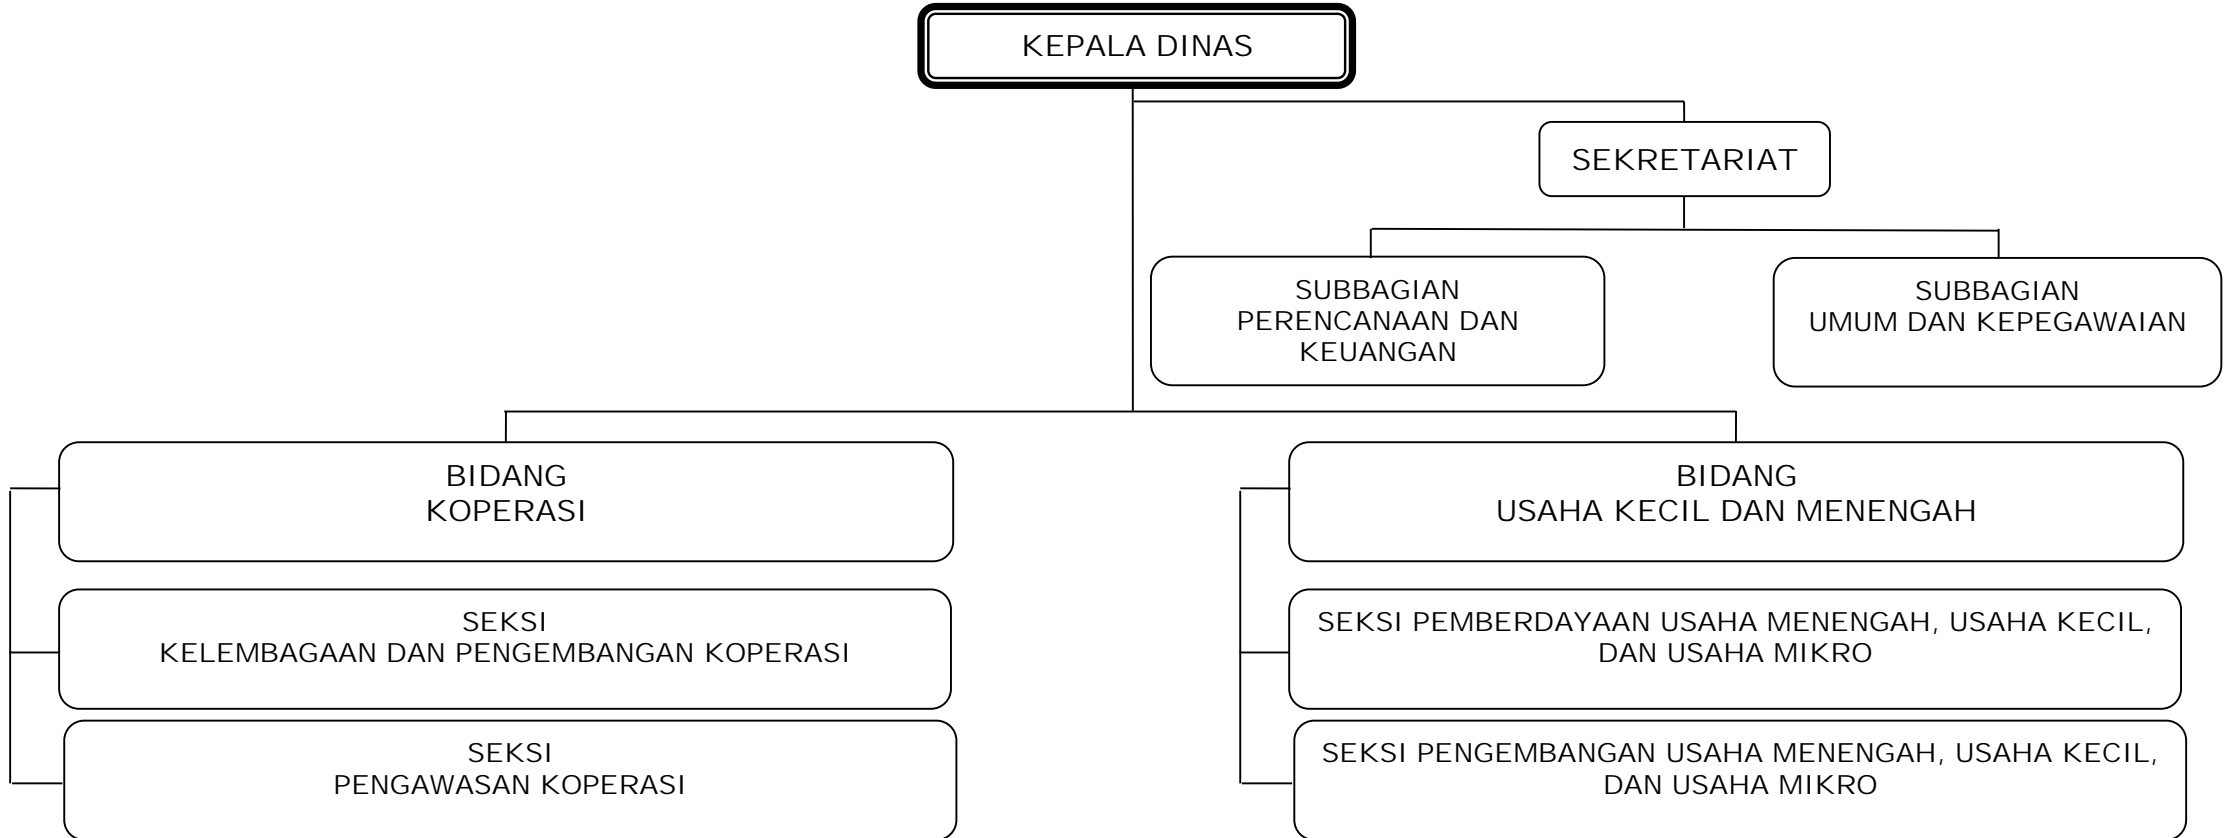 KEPALA DINAS
SEKRETARIAT
SUBBAGIAN
PERENCANAAN DAN
KEUANGAN
SUBBAGIAN
UMUM DAN KEPEGAWAIAN
BIDANG
KOPERASI
SEKSI
KELEMBAGAAN DAN PENGEMBANGAN KOPERASI
SEKSI
PENGAWASAN KOPERASI
BIDANG
USAHA KECIL DAN MENENGAH
SEKSI PEMBERDAYAAN USAHA MENENGAH, USAHA KECIL,
DAN USAHA MIKRO
SEKSI PENGEMBANGAN USAHA MENENGAH, USAHA KECIL,
DAN USAHA MIKRO